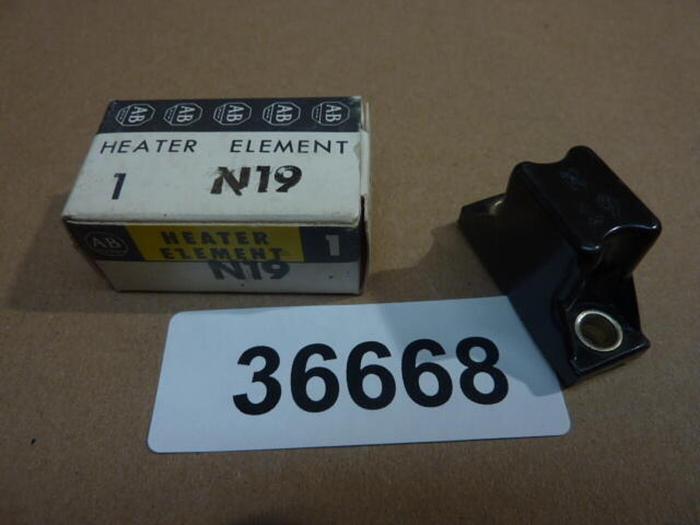 AB AB AB AB AB
HEATER ELEMENT
1 N19
AB HEATER ELEMENT 1
N19
36668